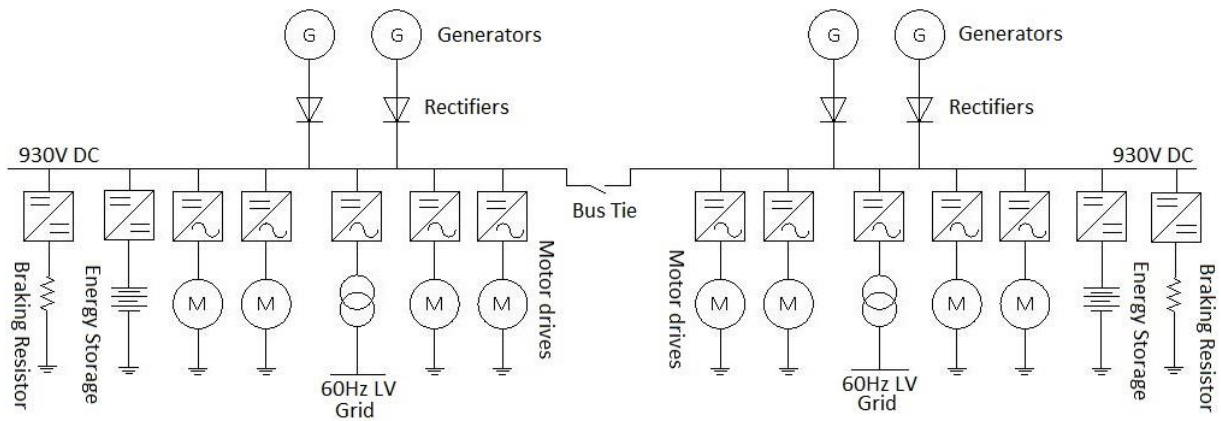 G
G
Generators
G
G
Generators
Rectifiers
Rectifiers
930V DC
930V DC
Bus Tie
Braking Resistor
Energy Storage
M
M
M
M
Motor drives
60Hz LV
Grid
Motor drives
M
M
M
M
60Hz LV
Grid
Energy Storage
Braking Resistor